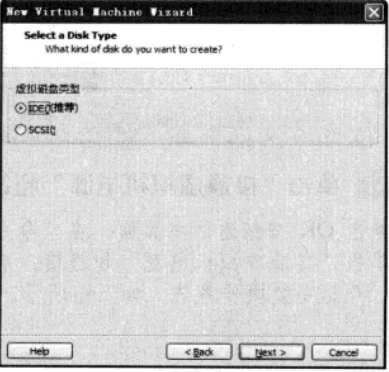 New Virtual Machine Wizard
Select a Disk Type
What kind of disk do you want to create?
虚拟磁盘类型
IDE(推荐)
SCSI
Help
< Back
Next >
Cancel